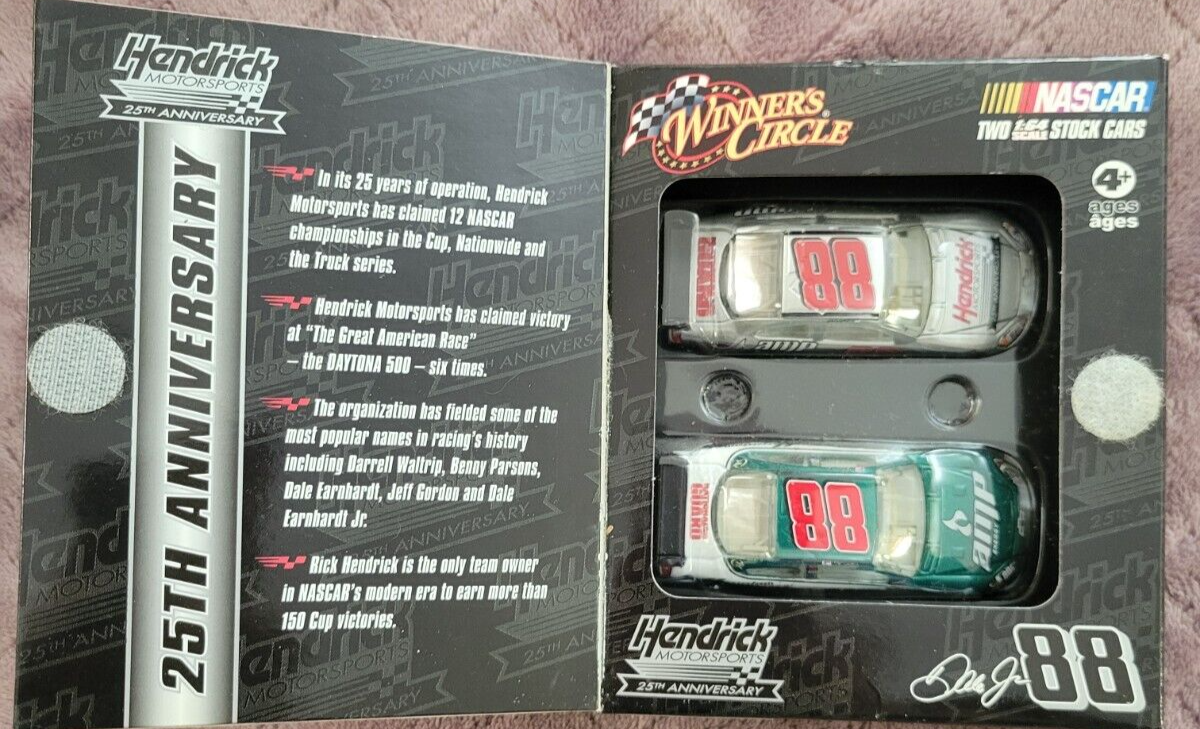 Hendrick
MOTORSPORTS
25TH ANNIVERSARY
25TH ANNIVERSARY
In its 25 years of operation, Hendrick
Motorsports has claimed 12 NASCAR
championships in the Cup, Nationwide and
the Truck series.
Hendrick Motorsports has claimed victory
at “The Great American Race”
– the DAYTONA 500 – six times.
The organization has fielded some of the
most popular names in racing's history
including Darrell Waltrip, Benny Parsons,
Dale Earnhardt, Jeff Gordon and Dale
Earnhardt Jr.
Rick Hendrick is the only team owner
in NASCAR's modern era to earn more than
150 Cup victories.
WINNER'S
CIRCLE
NASCAR
TWO 1:64 SCALE STOCK CARS
4+
ages
âges
88
Hendrick
amp
GUARD
88
amp
GUARD
Hendrick
MOTORSPORTS
25TH ANNIVERSARY
Dale Jr.
88